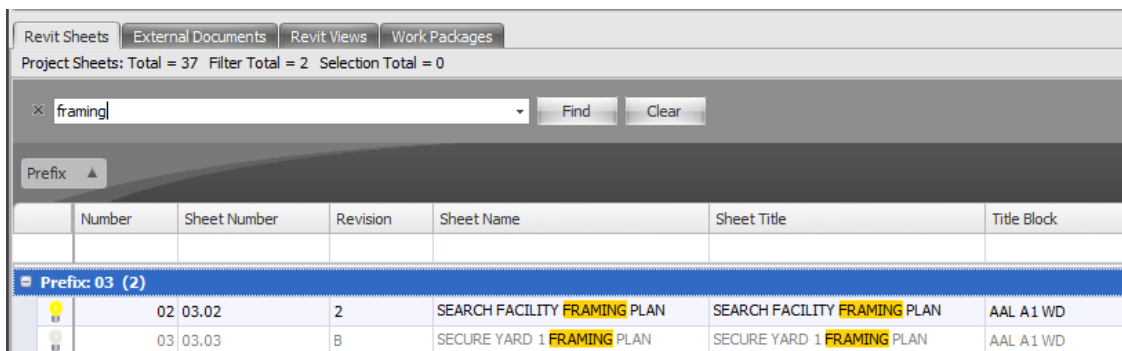 Revit Sheets External Documents Revit Views Work Packages
Project Sheets: Total = 37 Filter Total = 2 Selection Total = 0
framing Find Clear
Prefix
Number Sheet Number Revision Sheet Name Sheet Title Title Block
Prefix: 03 (2)
02 03.02 2 SEARCH FACILITY FRAMING PLAN SEARCH FACILITY FRAMING PLAN AAL A1 WD
03 03.03 B SECURE YARD 1 FRAMING PLAN SECURE YARD 1 FRAMING PLAN AAL A1 WD